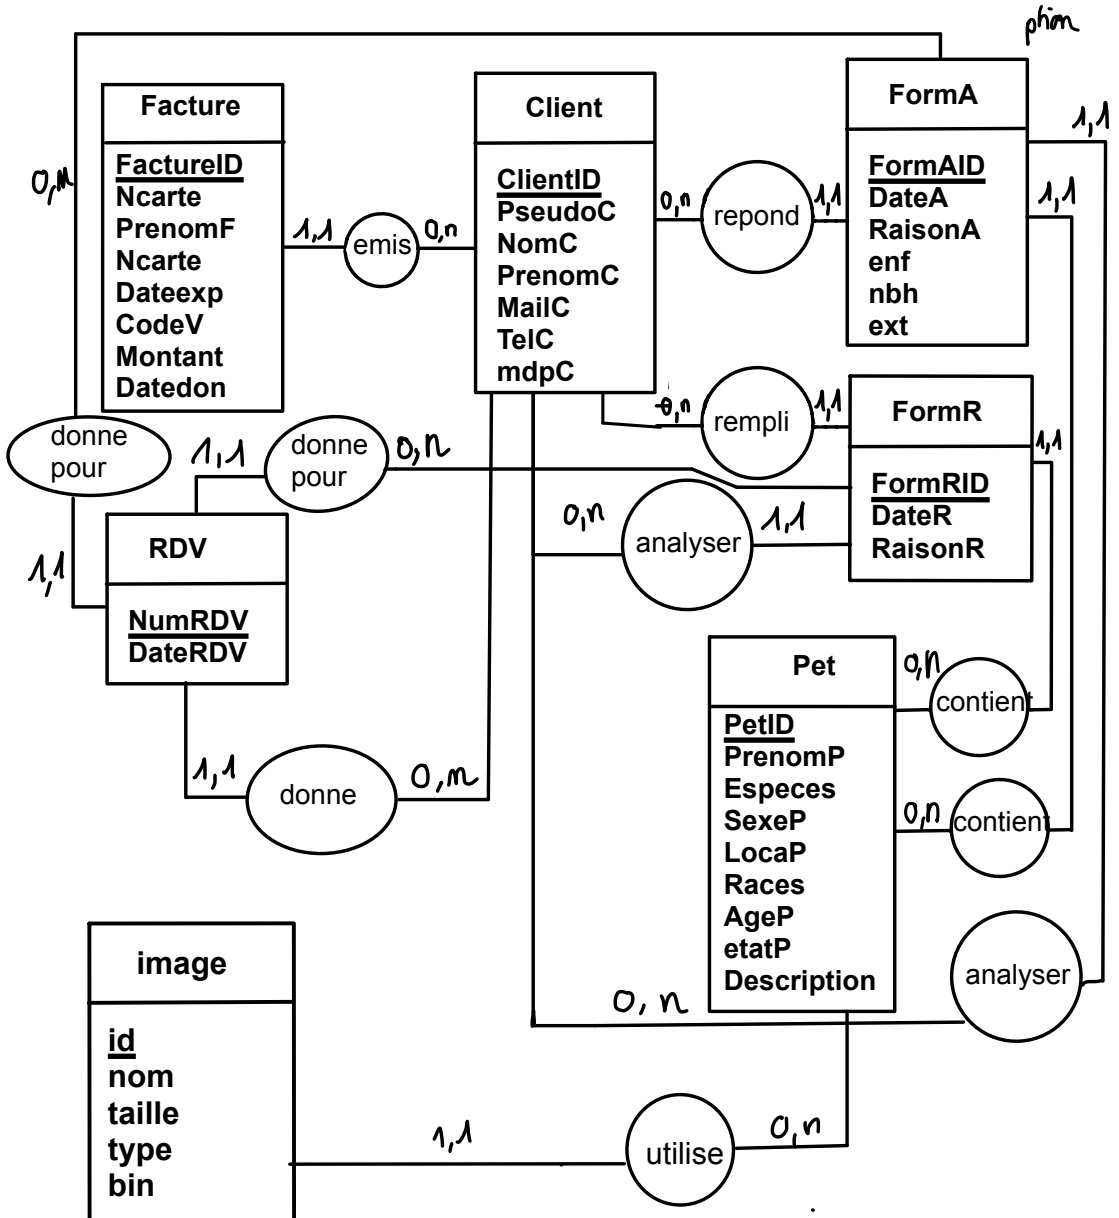 ption
Facture
FactureID
Ncarte
PrenomF
Ncarte
Dateexp
CodeV
Montant
Datedon
1,1
emis
0,n
Client
ClientID
PseudoC
NomC
PrenomC
MailC
TelC
mdpC
0,n
repond
1,1
FormA
FormAID
DateA
RaisonA
enf
nbh
ext
1,1
1,1
0,n
0,n
rempli
1,1
FormR
FormRID
DateR
RaisonR
1,1
donne
pour
1,1
donne
pour
0,n
0,n
analyser
1,1
1,1
RDV
NumRDV
DateRDV
1,1
donne
0,n
Pet
PetID
PrenomP
Especes
SexeP
LocaP
Races
AgeP
etatP
Description
0,n
contient
0,n
contient
0,n
analyser
image
id
nom
taille
type
bin
1,1
utilise
0,n